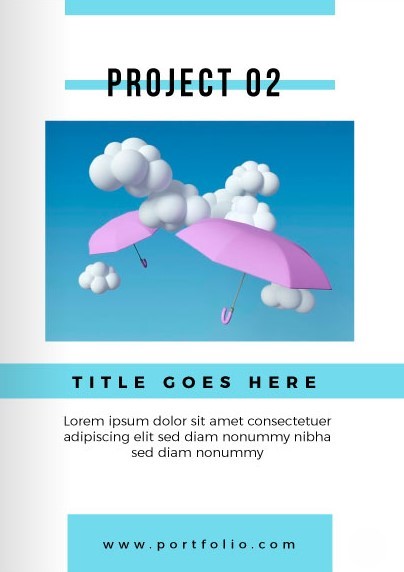 PROJECT 02
TITLE GOES HERE
Lorem ipsum dolor sit amet consectetuer
adipiscing elit sed diam nonummy nibha
sed diam nonummy
www.portfolio.com